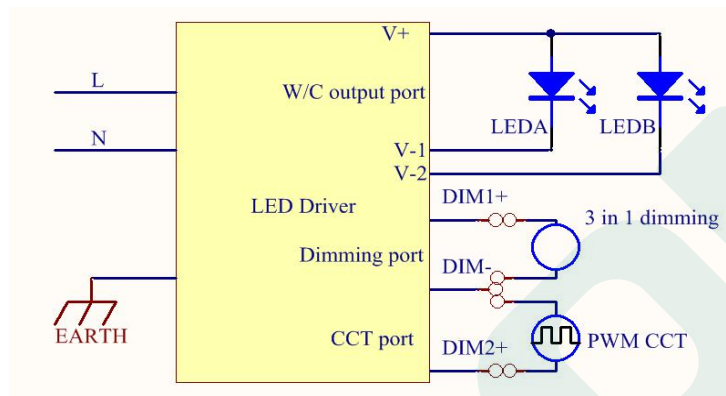 V+
L
W/C output port
LEDA
LEDB
N
V-1
V-2
DIM1+
LED Driver
3 in 1 dimming
Dimming port
DIM-
EARTH
CCT port
DIM2+
PWM CCT